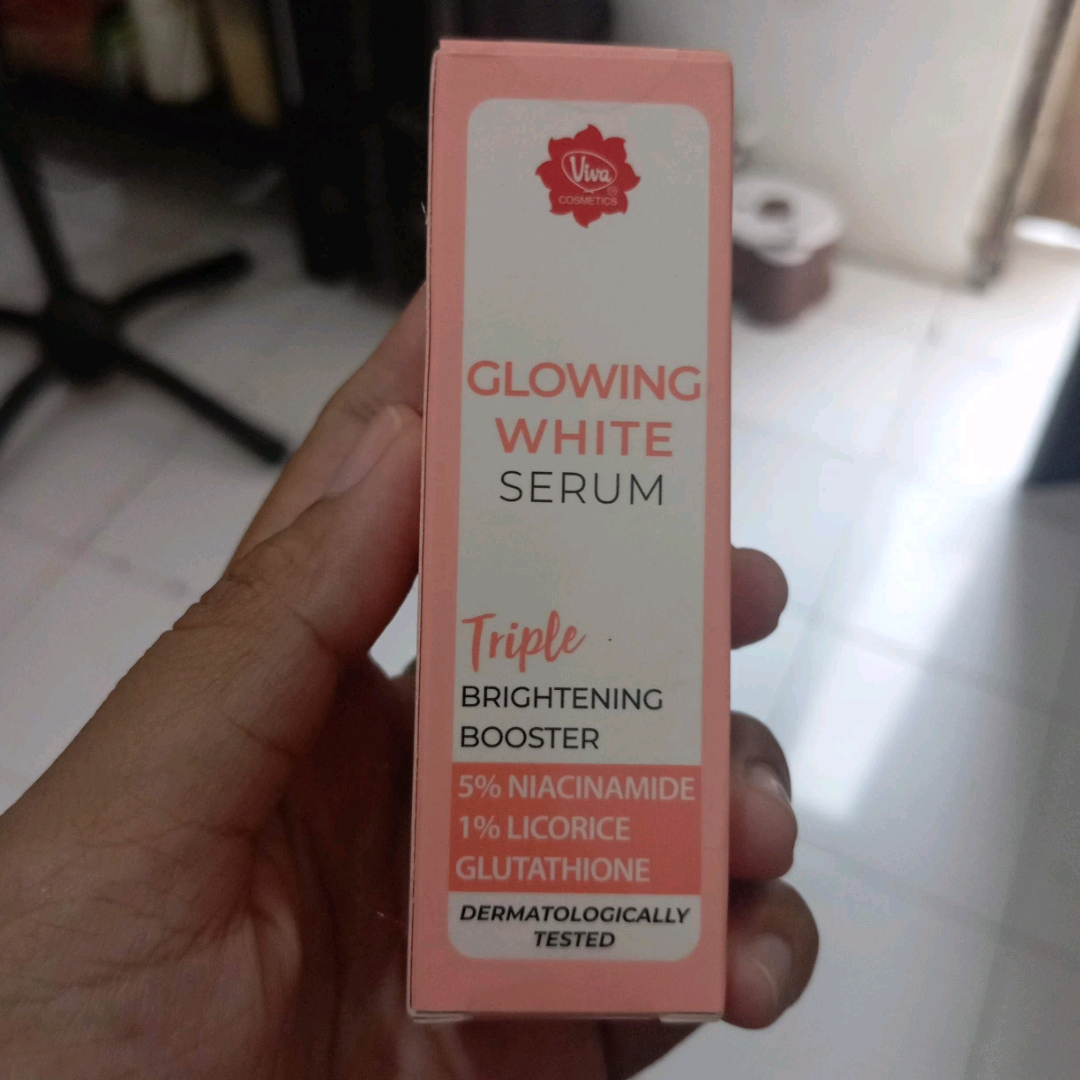 Viva
COSMETICS
GLOWING
WHITE
SERUM
Triple
BRIGHTENING
BOOSTER
5% NIACINAMIDE
1% LICORICE
GLUTATHIONE
DERMATOLOGICALLY
TESTED